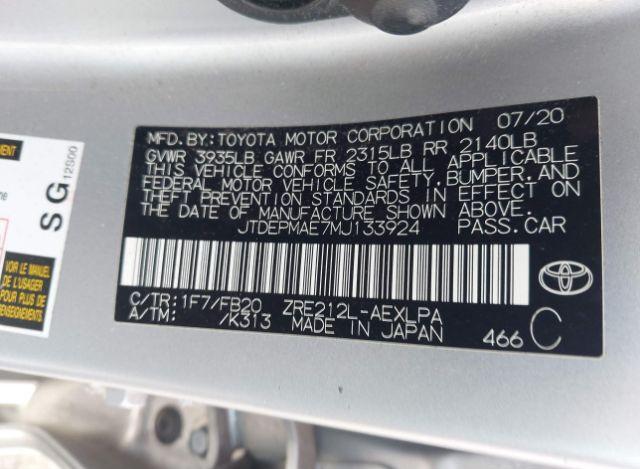 MFD. BY: TOYOTA MOTOR CORPORATION 07/20
GVWR 3935LB GAWR FR 2315LB RR 2140LB
THIS VEHICLE CONFORMS TO ALL APPLICABLE
FEDERAL MOTOR VEHICLE SAFETY, BUMPER, AND
THEFT PREVENTION STANDARDS IN EFFECT ON
THE DATE OF MANUFACTURE SHOWN ABOVE.
JTDEPMAE7MJ133924 PASS. CAR
C/TR: 1F7/FB20 ZRE212L-AEXLPA
A/TM: /K313 MADE IN JAPAN
466 C
TOYOTA
SG
12S00
VOIR LE MANUEL
DE L'USAGER
POUR PLUS DE
RENSEIGNEMENTS